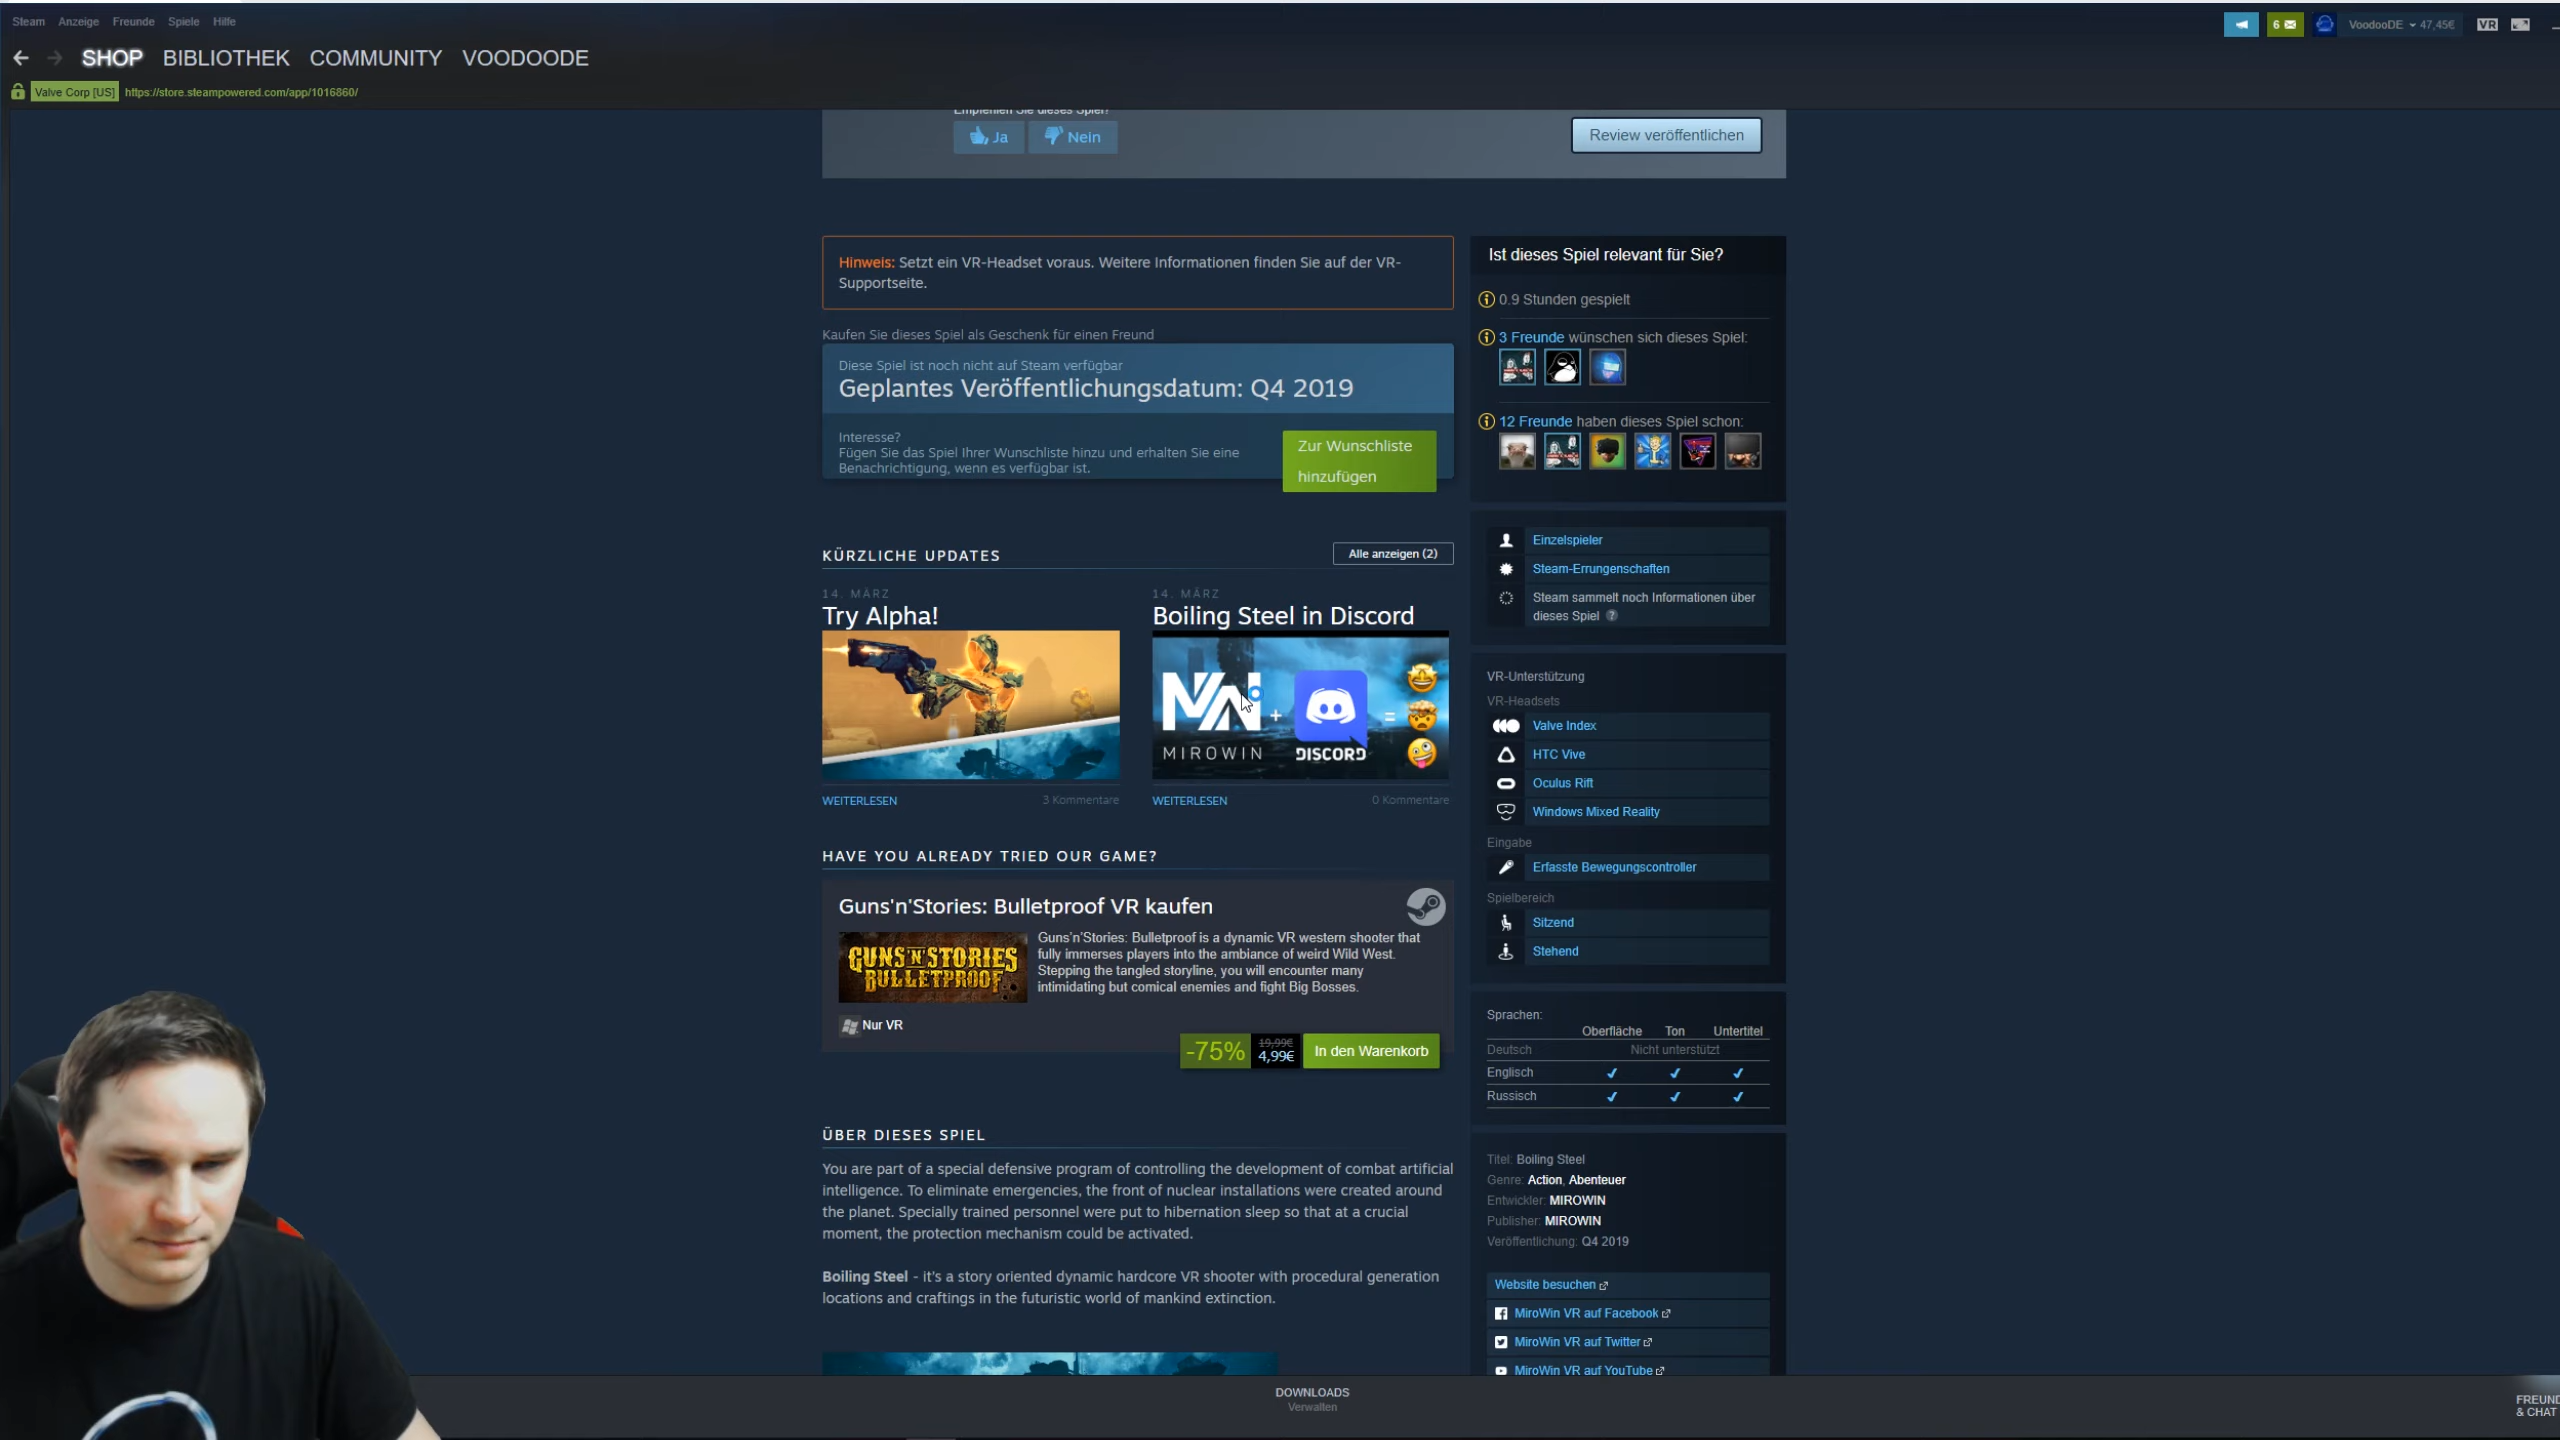 Steam Anzeige Freunde Spiele Hilfe
6
VoodooDE 47,45€
VR
SHOP BIBLIOTHEK COMMUNITY VOODOODE
Valve Corp [US] https://store.steampowered.com/app/1016860/
Empfehlen Sie dieses Spiel?
Ja Nein
Review veröffentlichen
Hinweis: Setzt ein VR-Headset voraus. Weitere Informationen finden Sie auf der VR-
Supportseite.
Kaufen Sie dieses Spiel als Geschenk für einen Freund
Diese Spiel ist noch nicht auf Steam verfügbar
Geplantes Veröffentlichungsdatum: Q4 2019
Interesse?
Fügen Sie das Spiel Ihrer Wunschliste hinzu und erhalten Sie eine
Benachrichtigung, wenn es verfügbar ist.
Zur Wunschliste
hinzufügen
KÜRZLICHE UPDATES
Alle anzeigen (2)
14. MÄRZ
Try Alpha!
WEITERLESEN
3 Kommentare
14. MÄRZ
Boiling Steel in Discord
MIROWIN
+
DISCORD
=
WEITERLESEN
0 Kommentare
HAVE YOU ALREADY TRIED OUR GAME?
Guns'n'Stories: Bulletproof VR kaufen
GUNS'N'STORIES
BULLETPROOF
Guns'n'Stories: Bulletproof is a dynamic VR western shooter that
fully immerses players into the ambiance of weird Wild West.
Stepping the tangled storyline, you will encounter many
intimidating but comical enemies and fight Big Bosses.
Nur VR
-75%
19,99€
4,99€
In den Warenkorb
ÜBER DIESES SPIEL
You are part of a special defensive program of controlling the development of combat artificial
intelligence. To eliminate emergencies, the front of nuclear installations were created around
the planet. Specially trained personnel were put to hibernation sleep so that at a crucial
moment, the protection mechanism could be activated.
Boiling Steel - it's a story oriented dynamic hardcore VR shooter with procedural generation
locations and craftings in the futuristic world of mankind extinction.
Ist dieses Spiel relevant für Sie?
0.9 Stunden gespielt
3 Freunde wünschen sich dieses Spiel:
12 Freunde haben dieses Spiel schon:
Einzelspieler
Steam-Errungenschaften
Steam sammelt noch Informationen über
dieses Spiel ?
VR-Unterstützung
VR-Headsets
Valve Index
HTC Vive
Oculus Rift
Windows Mixed Reality
Eingabe
Erfasste Bewegungscontroller
Spielbereich
Sitzend
Stehend
Sprachen:
Oberfläche Ton Untertitel
Deutsch Nicht unterstützt
Englisch ✔ ✔ ✔
Russisch ✔ ✔ ✔
Titel: Boiling Steel
Genre: Action, Abenteuer
Entwickler: MIROWIN
Publisher: MIROWIN
Veröffentlichung: Q4 2019
Website besuchen
MiroWin VR auf Facebook
MiroWin VR auf Twitter
MiroWin VR auf YouTube
DOWNLOADS
Verwalten
FREUND
& CHAT